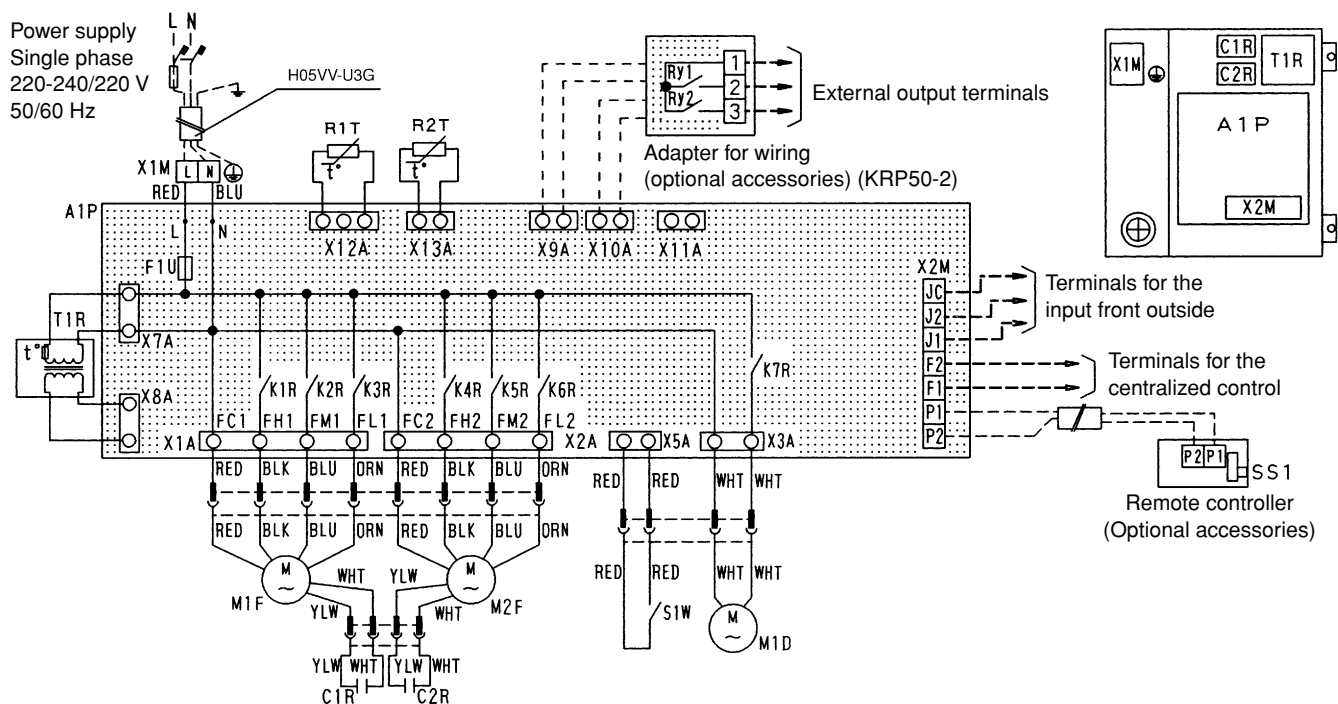 Power supply
Single phase
220-240/220 V
50/60 Hz
L N
H05VV-U3G
X1M
L N
RED BLU
R1T
t°
R2T
t°
Ry1
Ry2
1
2
3
External output terminals
Adapter for wiring
(optional accessories) (KRP50-2)
X1M
C1R
C2R
T1R
A1P
X2M
A1P
L N
F1U
X12A X13A X9A X10A X11A
X2M
JC
J2
J1
F2
F1
P1
P2
Terminals for the
input front outside
Terminals for the
centralized control
P2 P1
SS1
Remote controller
(Optional accessories)
T1R
t°
X7A
X8A
K1R K2R K3R K4R K5R K6R K7R
FC1 FH1 FM1 FL1 FC2 FH2 FM2 FL2
X1A X2A X5A X3A
RED BLK BLU ORN RED BLK BLU ORN RED RED WHT WHT
RED BLK BLU ORN RED BLK BLU ORN RED RED WHT WHT
M
~
M1F
M
~
M2F
WHT YLW
YLW WHT
YLW WHT YLW WHT
C1R C2R
S1W
M
~
M1D